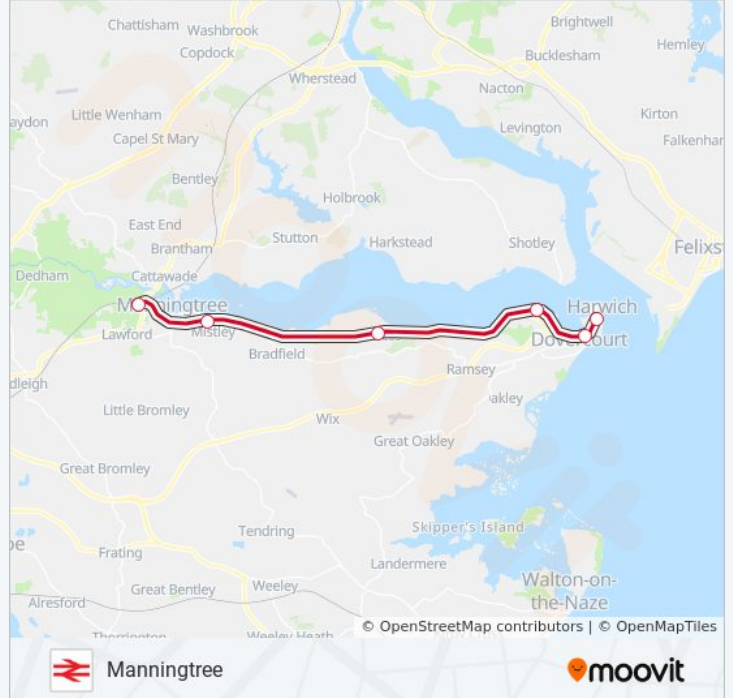 Chattisham
Washbrook
Brightwell
Copdock
Hemley
Bucklesham
Wherstead
Nacton
Little Wenham
Kirton
aydon
Levington
Capel St Mary
Falkenhar
Bentley
Holbrook
East End
Stutton
Harkstead
Shotley
Brantham
Felixs
Dedham
Cattawade
Manningtree
Harwich
Lawford
Mistley
Dovercourt
Bradfield
Ramsey
dleigh
akley
Little Bromley
Wix
Great Oakley
Great Bromley
Skipper's Island
Tendring
Frating
Landermere
Great Bentley
Weeley
Walton-on-
the-Naze
Alresford
Thorrington
Weeley Heath
© OpenStreetMap contributors | © OpenMapTiles
Manningtree
moovit